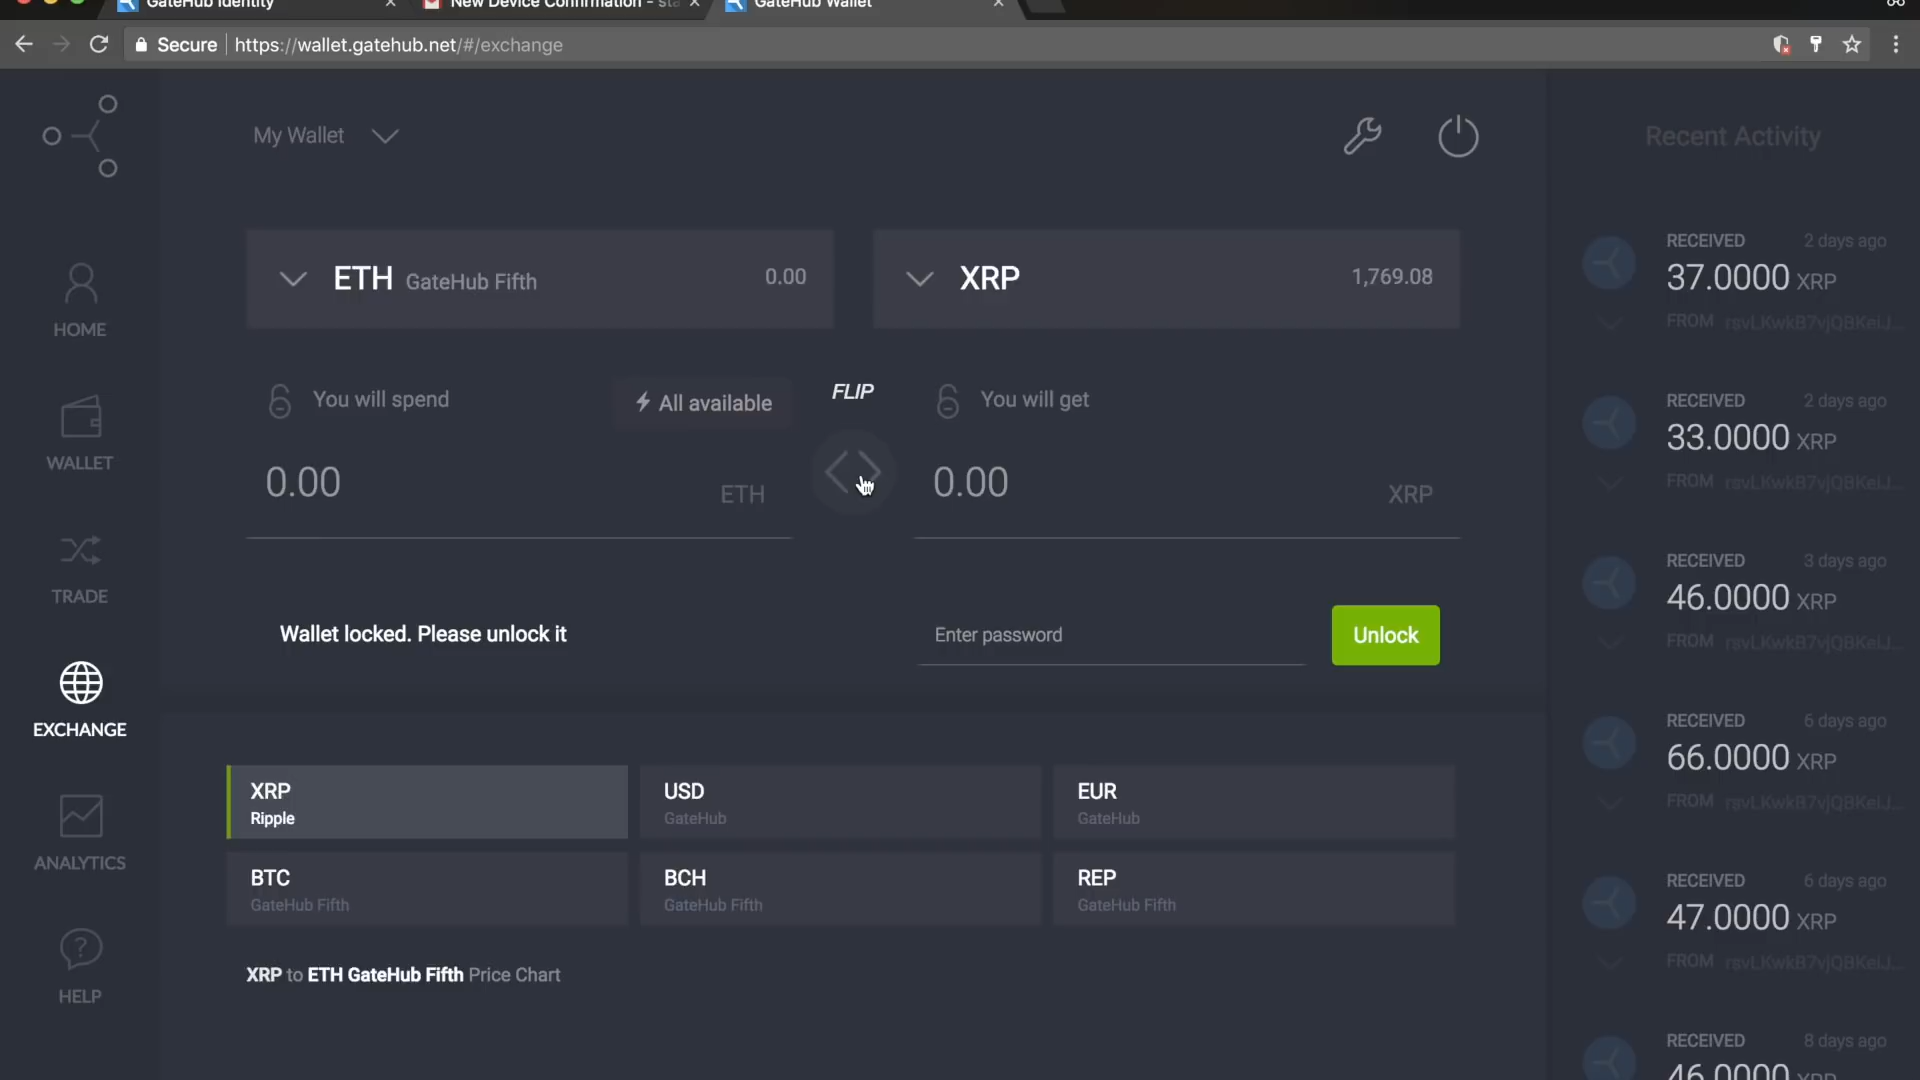 GateHub Identity
New Device Confirmation - sta
GateHub Wallet
Secure
https://wallet.gatehub.net/#/exchange
My Wallet
HOME
WALLET
TRADE
EXCHANGE
ANALYTICS
HELP
ETH GateHub Fifth 0.00
XRP 1,769.08
You will spend
All available
FLIP
You will get
0.00 ETH
0.00 XRP
Wallet locked. Please unlock it
Enter password
Unlock
XRP
Ripple
USD
GateHub
EUR
GateHub
BTC
GateHub Fifth
BCH
GateHub Fifth
REP
GateHub Fifth
XRP to ETH GateHub Fifth Price Chart
Recent Activity
RECEIVED 2 days ago
37.0000 XRP
FROM
RECEIVED 2 days ago
33.0000 XRP
FROM
RECEIVED 3 days ago
46.0000 XRP
FROM
RECEIVED 6 days ago
66.0000 XRP
FROM
RECEIVED 6 days ago
47.0000 XRP
FROM
RECEIVED 8 days ago
46.0000 XRP